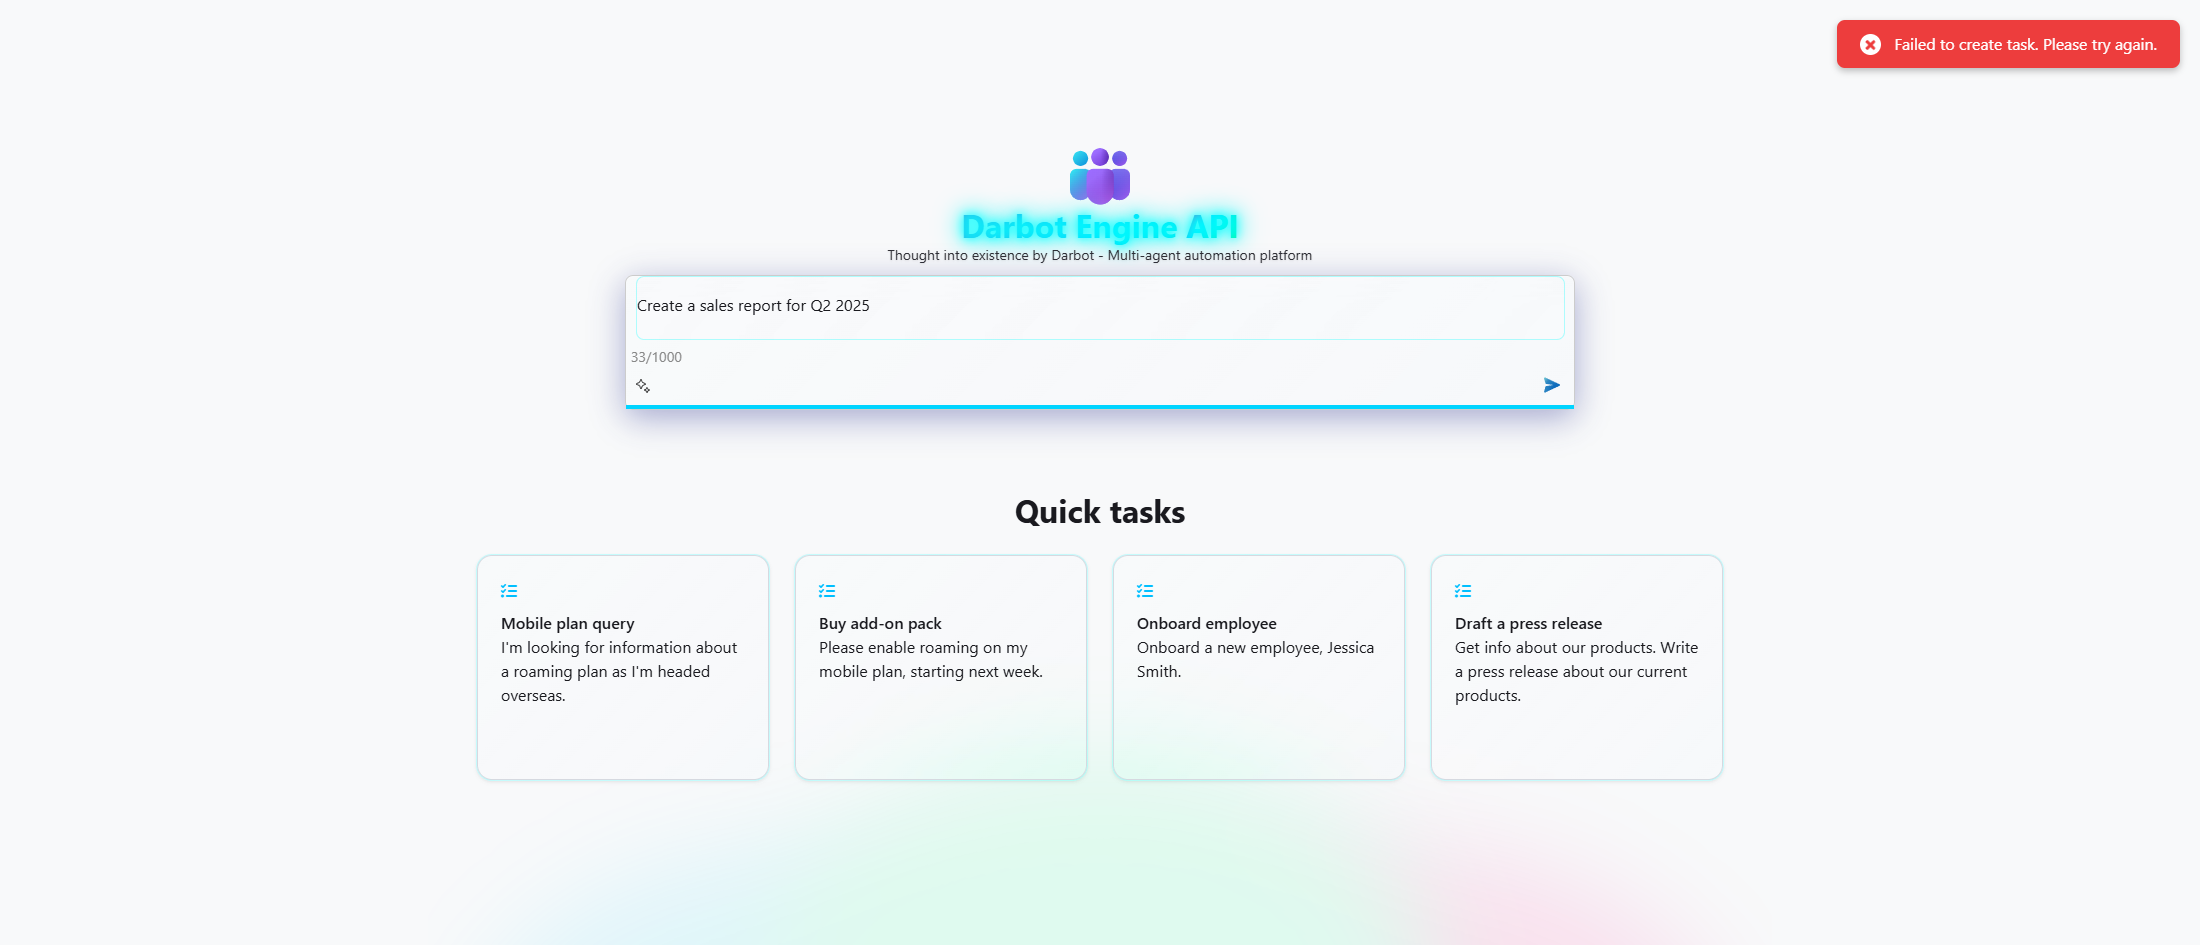 Failed to create task. Please try again.
Darbot Engine API
Thought into existence by Darbot - Multi-agent automation platform
Create a sales report for Q2 2025
33/1000
Quick tasks
Mobile plan query
I'm looking for information about
a roaming plan as I'm headed
overseas.
Buy add-on pack
Please enable roaming on my
mobile plan, starting next week.
Onboard employee
Onboard a new employee, Jessica
Smith.
Draft a press release
Get info about our products. Write
a press release about our current
products.